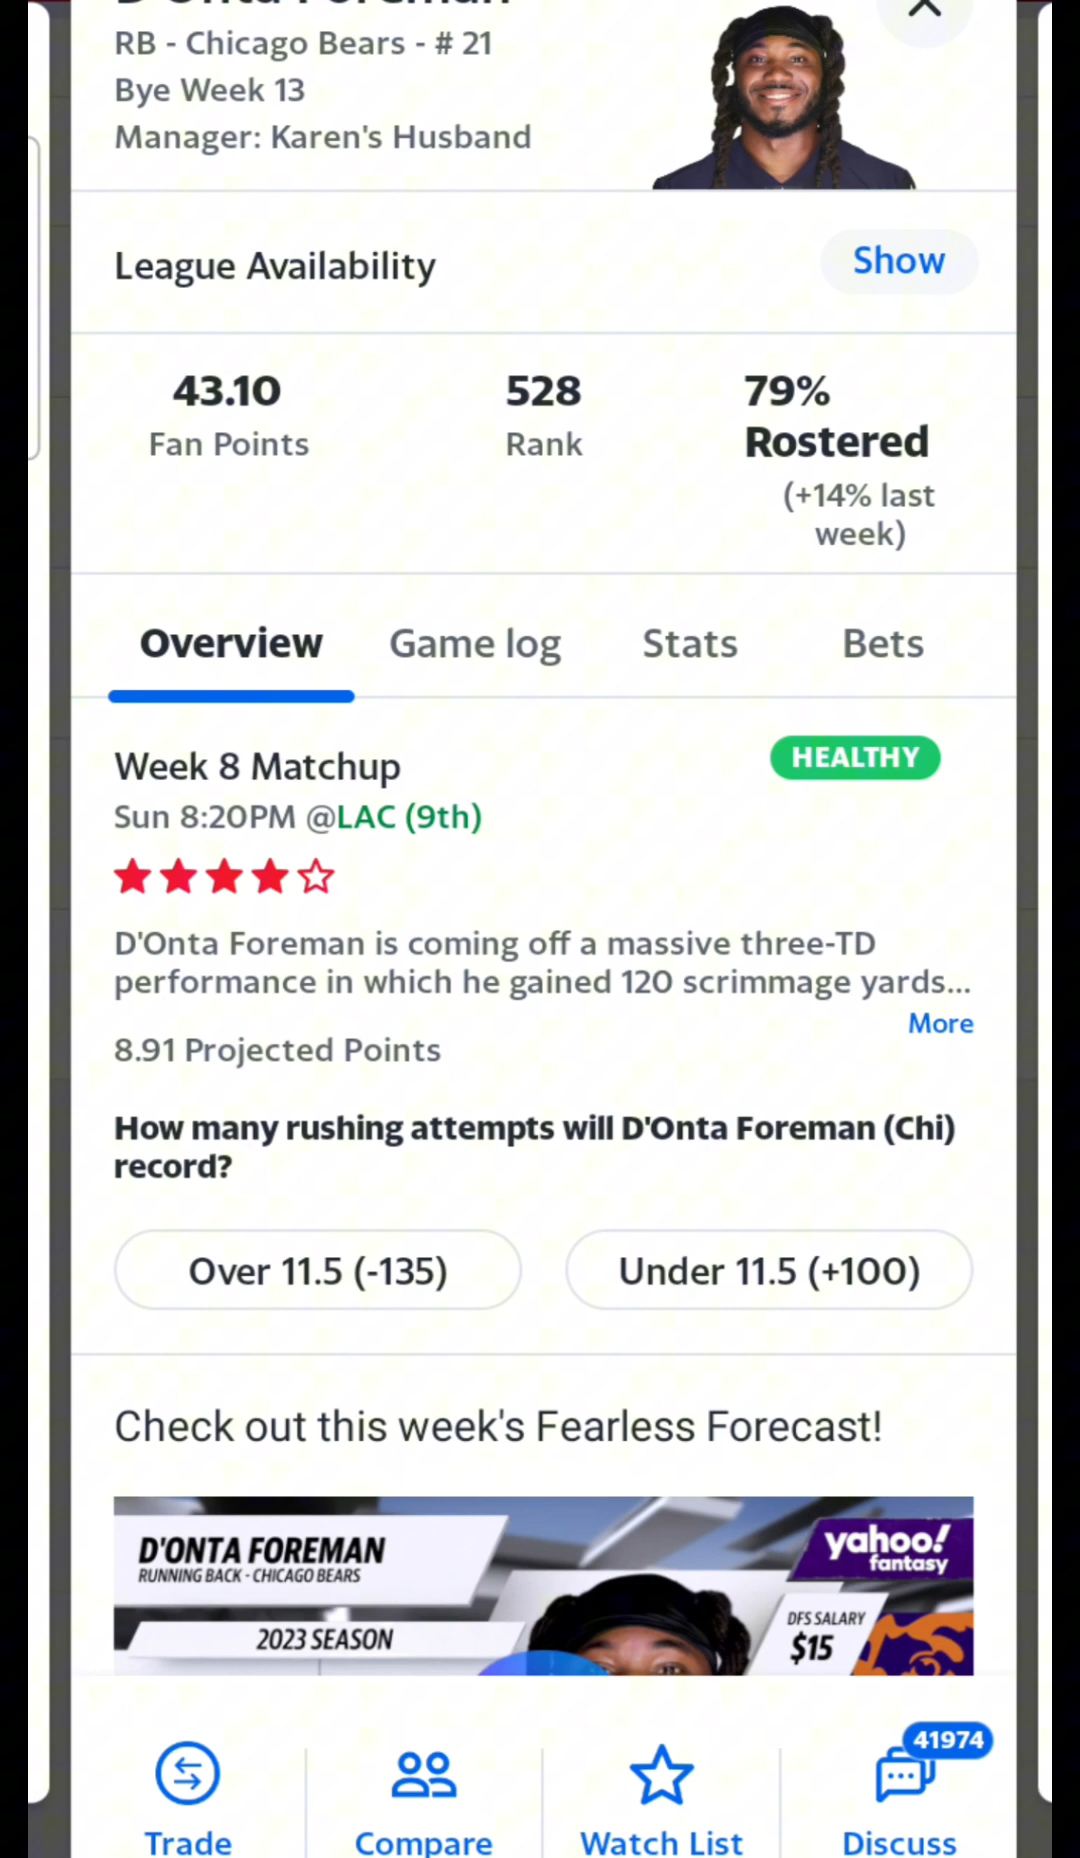 D'Onta Foreman
RB - Chicago Bears - # 21
Bye Week 13
Manager: Karen's Husband
League Availability
Show
43.10
Fan Points
528
Rank
79%
Rostered
(+14% last
week)
Overview
Game log
Stats
Bets
Week 8 Matchup
HEALTHY
Sun 8:20PM @LAC (9th)
D'Onta Foreman is coming off a massive three-TD
performance in which he gained 120 scrimmage yards...
More
8.91 Projected Points
How many rushing attempts will D'Onta Foreman (Chi)
record?
Over 11.5 (-135)
Under 11.5 (+100)
Check out this week's Fearless Forecast!
D'ONTA FOREMAN
RUNNING BACK - CHICAGO BEARS
yahoo!
fantasy
2023 SEASON
DFS SALARY
$15
41974
Trade
Compare
Watch List
Discuss